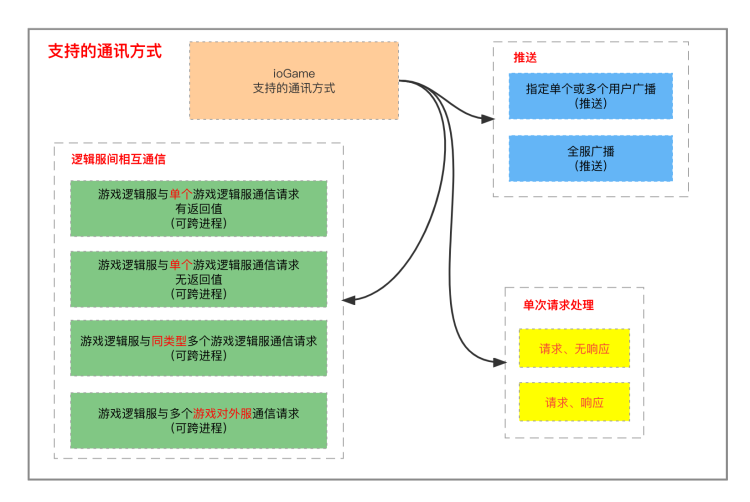 支持的通讯方式
ioGame
支持的通讯方式
推送
指定单个或多个用户广播
(推送)
全服广播
(推送)
逻辑服间相互通信
游戏逻辑服与单个游戏逻辑服通信请求
有返回值
(可跨进程)
游戏逻辑服与单个游戏逻辑服通信请求
无返回值
(可跨进程)
游戏逻辑服与同类型多个游戏逻辑服通信请求
(可跨进程)
游戏逻辑服与多个游戏对外服通信请求
(可跨进程)
单次请求处理
请求、无响应
请求、响应